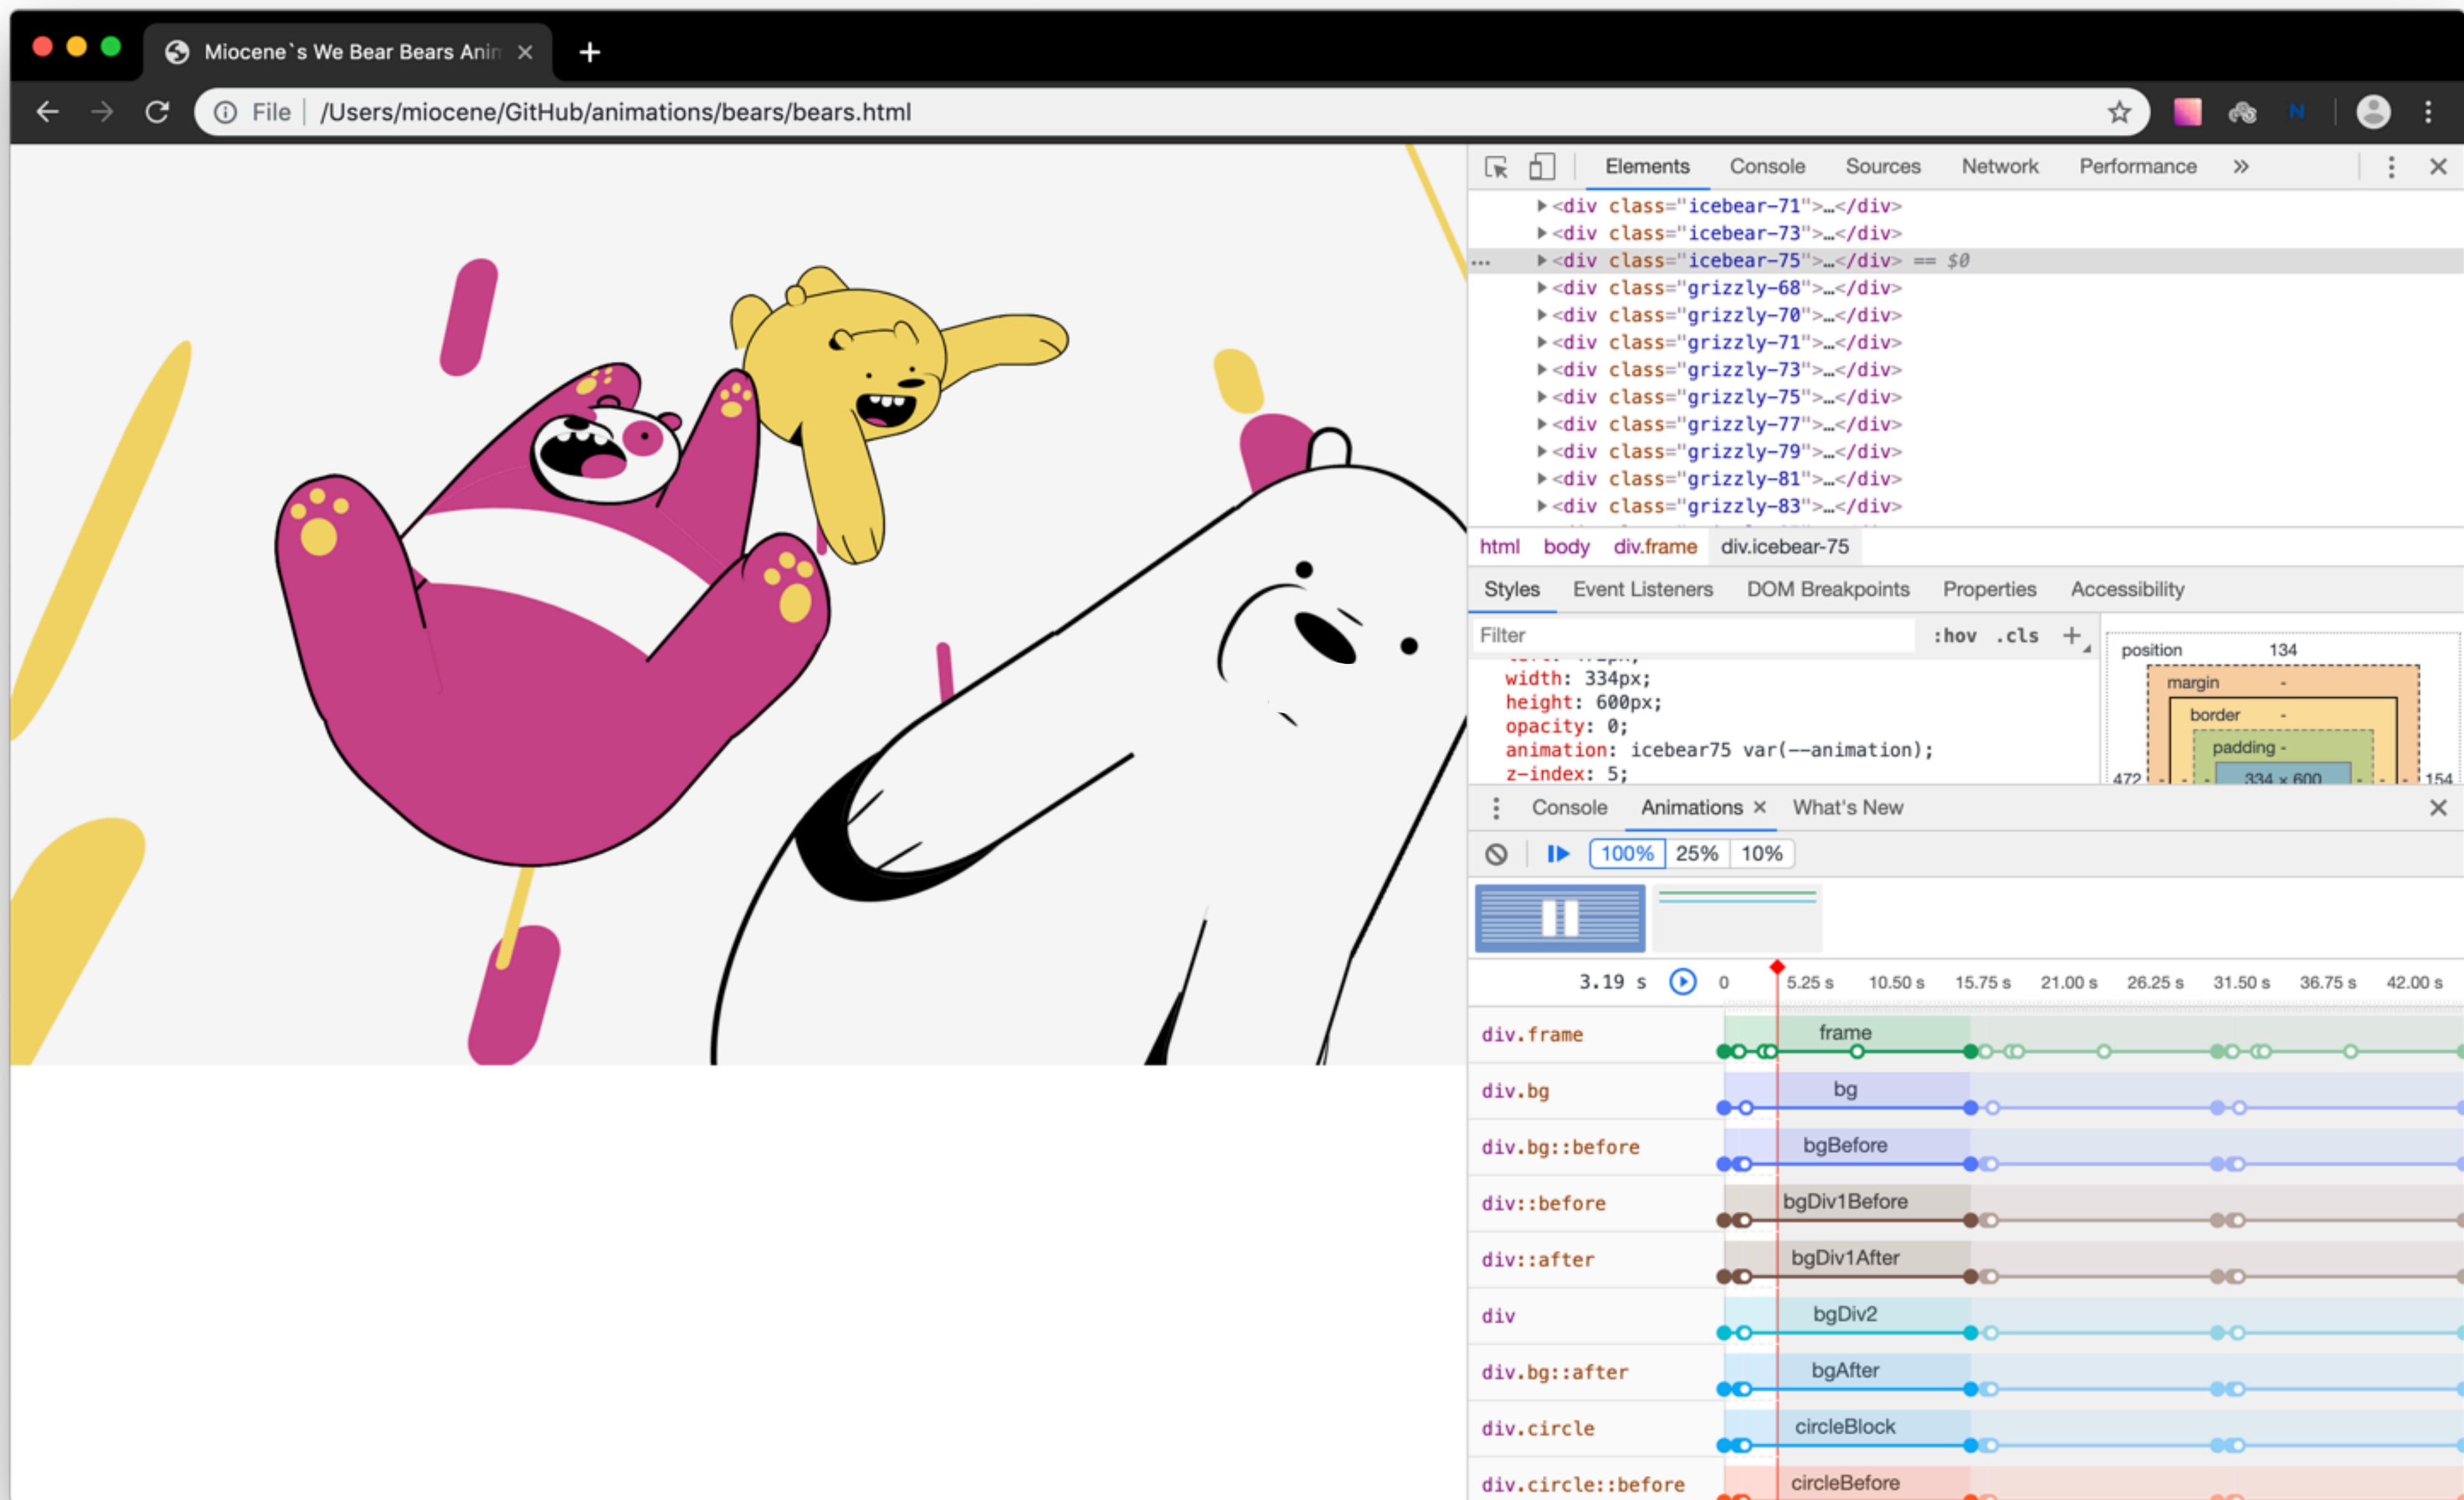 Miocene`s We Bear Bears Anim
File /Users/miocene/GitHub/animations/bears/bears.html
Elements Console Sources Network Performance »
<div class="icebear-71">…</div>
<div class="icebear-73">…</div>
… <div class="icebear-75">…</div> == $0
<div class="grizzly-68">…</div>
<div class="grizzly-70">…</div>
<div class="grizzly-71">…</div>
<div class="grizzly-73">…</div>
<div class="grizzly-75">…</div>
<div class="grizzly-77">…</div>
<div class="grizzly-79">…</div>
<div class="grizzly-81">…</div>
<div class="grizzly-83">…</div>
html body div.frame div.icebear-75
Styles Event Listeners DOM Breakpoints Properties Accessibility
Filter :hov .cls +
width: 334px;
height: 600px;
opacity: 0;
animation: icebear75 var(--animation);
z-index: 5;
position 134
margin -
border -
padding -
472 - - - 334 × 600 - - - 154
Console Animations × What's New
100% 25% 10%
3.19 s 0 5.25 s 10.50 s 15.75 s 21.00 s 26.25 s 31.50 s 36.75 s 42.00 s
div.frame frame
div.bg bg
div.bg::before bgBefore
div::before bgDiv1Before
div::after bgDiv1After
div bgDiv2
div.bg::after bgAfter
div.circle circleBlock
div.circle::before circleBefore